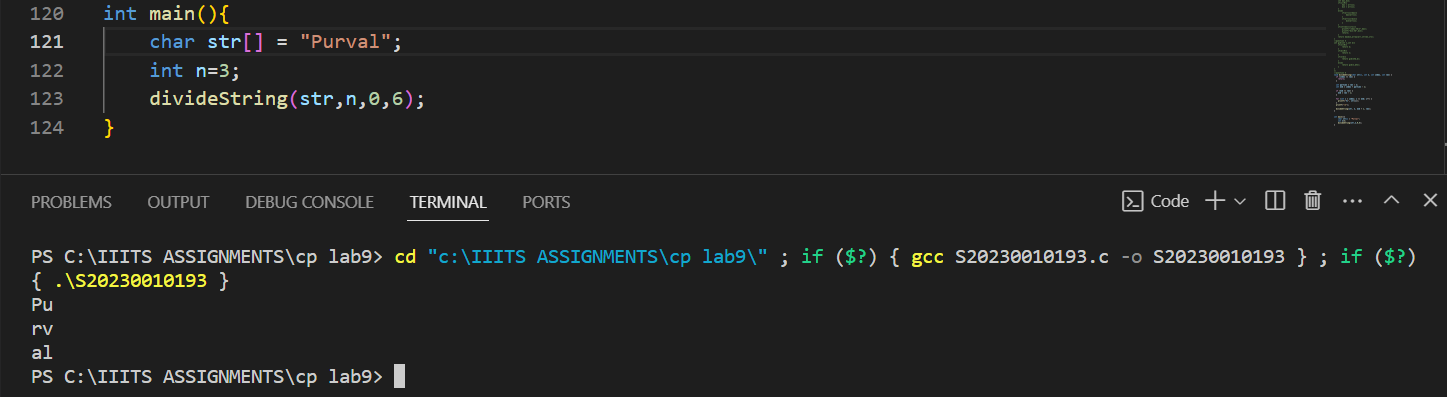 120 int main(){
121 char str[] = "Purval";
122 int n=3;
123 divideString(str,n,0,6);
124 }
PROBLEMS OUTPUT DEBUG CONSOLE TERMINAL PORTS Code
PS C:\IIITS ASSIGNMENTS\cp lab9> cd "c:\IIITS ASSIGNMENTS\cp lab9\" ; if ($?) { gcc S20230010193.c -o S20230010193 } ; if ($?)
{ .\S20230010193 }
Pu
rv
al
PS C:\IIITS ASSIGNMENTS\cp lab9>